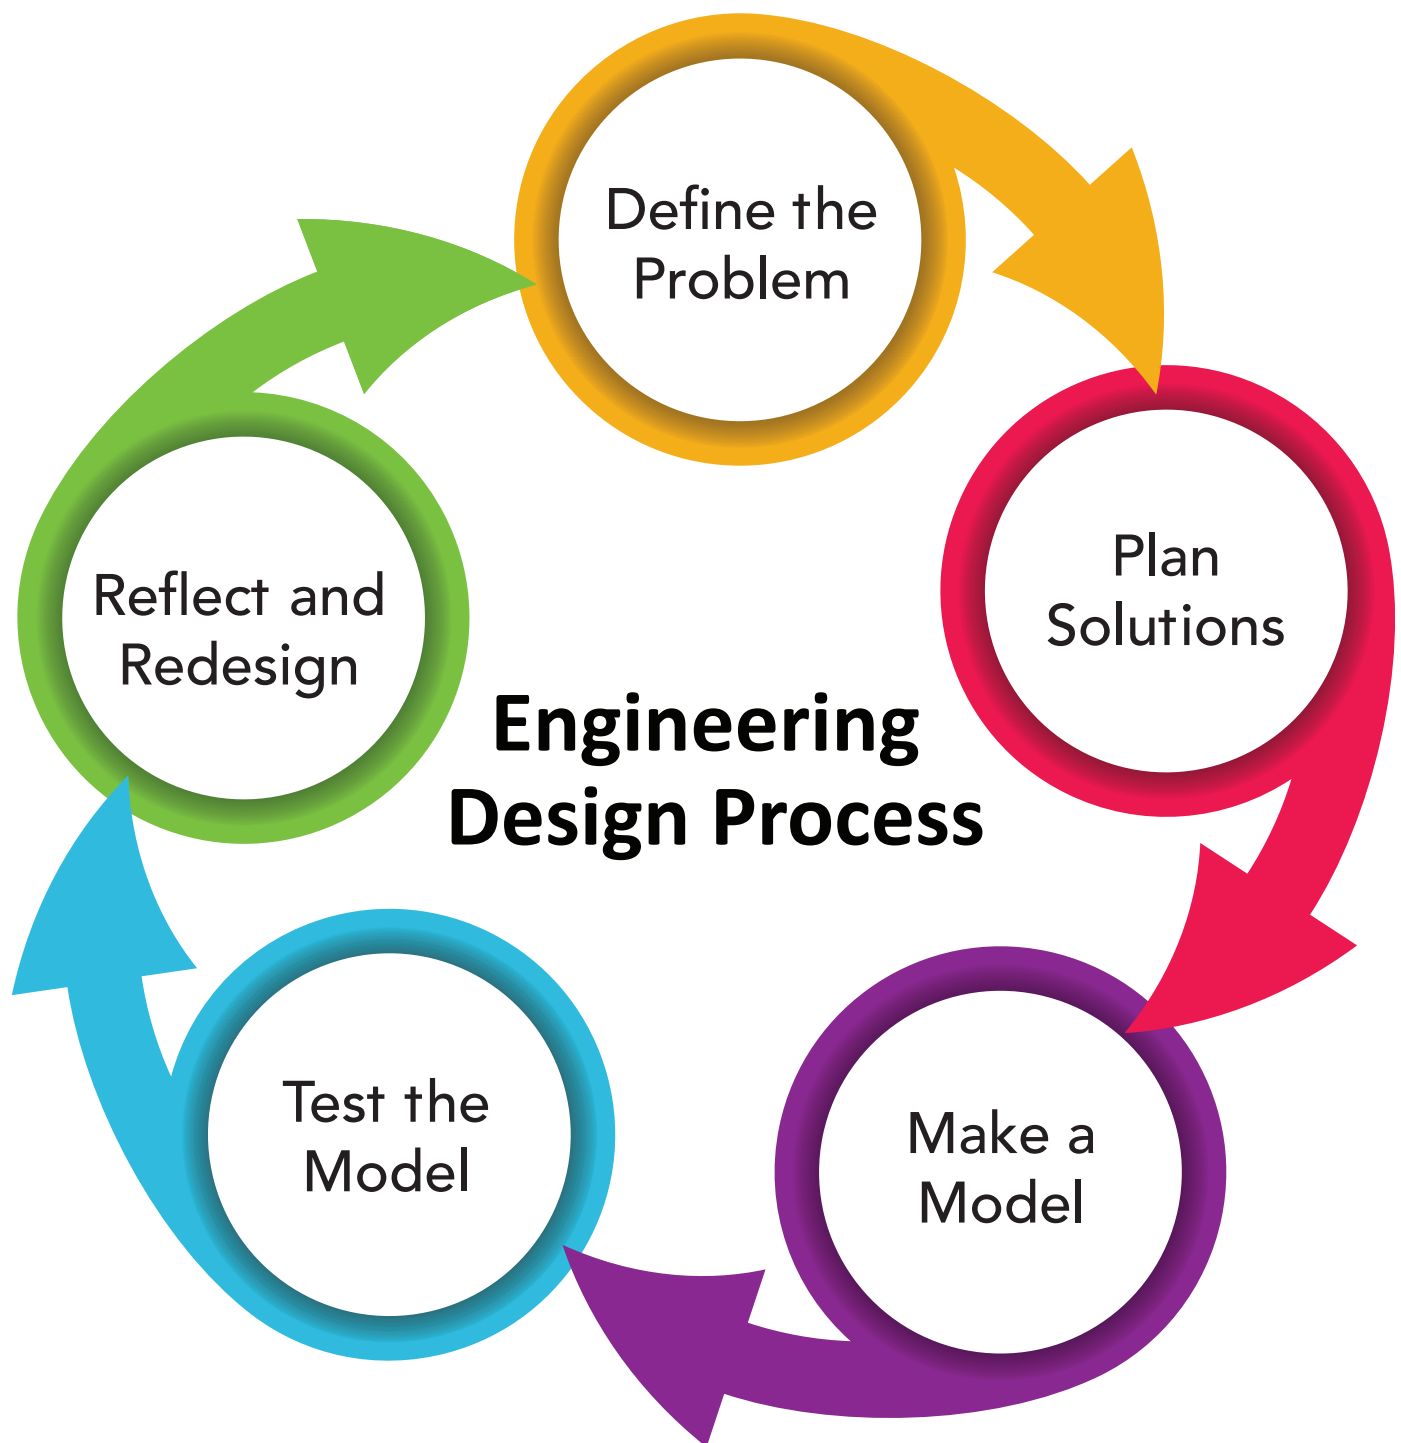 Define the
Problem
Plan
Solutions
Make a
Model
Test the
Model
Reflect and
Redesign
Engineering
Design Process